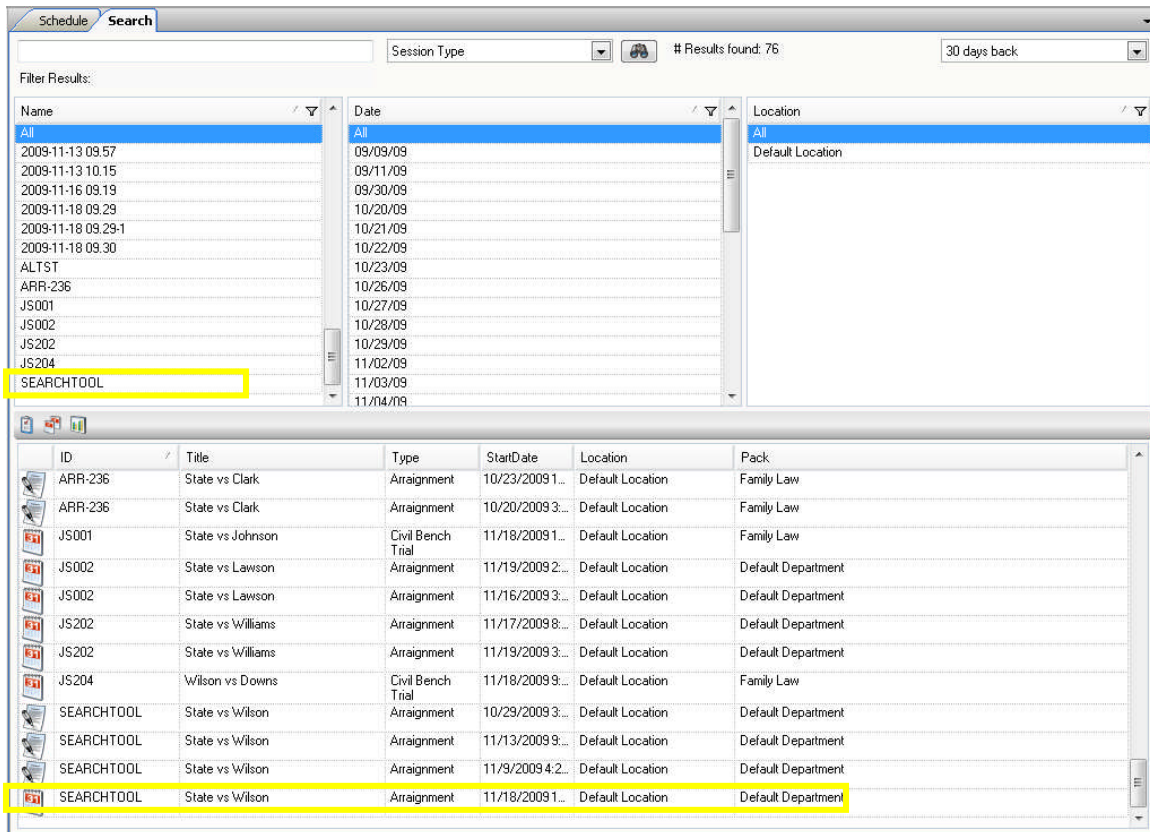 Schedule Search
Session Type # Results found: 76 30 days back
Filter Results:
Name Date Location
All All All
2009-11-13 09.57 09/09/09 Default Location
2009-11-13 10.15 09/11/09
2009-11-16 09.19 09/30/09
2009-11-18 09.29 10/20/09
2009-11-18 09.29-1 10/21/09
2009-11-18 09.30 10/22/09
ALTST 10/23/09
ARR-236 10/26/09
JS001 10/27/09
JS002 10/28/09
JS202 10/29/09
JS204 11/02/09
SEARCHTOOL 11/03/09
11/04/09
ID Title Type StartDate Location Pack
ARR-236 State vs Clark Arraignment 10/23/2009 1... Default Location Family Law
ARR-236 State vs Clark Arraignment 10/20/2009 3:... Default Location Family Law
31 JS001 State vs Johnson Civil Bench 11/18/2009 1... Default Location Family Law
Trial
31 JS002 State vs Lawson Arraignment 11/19/2009 2:... Default Location Default Department
31 JS002 State vs Lawson Arraignment 11/16/2009 3:... Default Location Default Department
31 JS202 State vs Williams Arraignment 11/17/2009 8:... Default Location Default Department
31 JS202 State vs Williams Arraignment 11/19/2009 3:... Default Location Default Department
31 JS204 Wilson vs Downs Civil Bench 11/18/2009 9:... Default Location Family Law
Trial
SEARCHTOOL State vs Wilson Arraignment 10/29/2009 3:... Default Location Default Department
SEARCHTOOL State vs Wilson Arraignment 11/13/2009 9:... Default Location Default Department
SEARCHTOOL State vs Wilson Arraignment 11/9/2009 4:2... Default Location Default Department
31 SEARCHTOOL State vs Wilson Arraignment 11/18/2009 1... Default Location Default Department